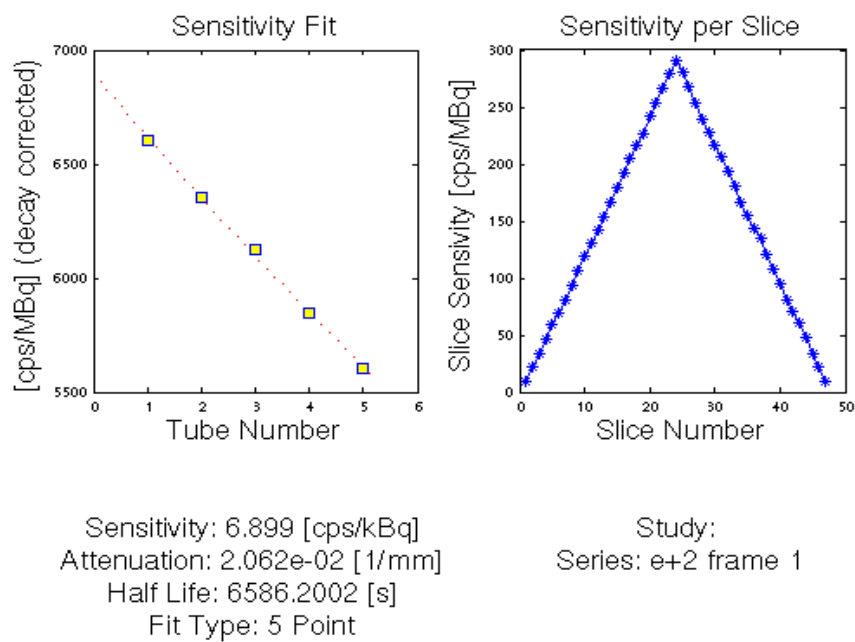 Sensitivity Fit
[cps/MBq] (decay corrected)
7000
6500
6000
5500
0 1 2 3 4 5 6
Tube Number
Sensitivity per Slice
Slice Sensivity [cps/MBq]
300
250
200
150
100
50
0
0 10 20 30 40 50
Slice Number
Sensitivity: 6.899 [cps/kBq]
Attenuation: 2.062e-02 [1/mm]
Half Life: 6586.2002 [s]
Fit Type: 5 Point
Study:
Series: e+2 frame 1